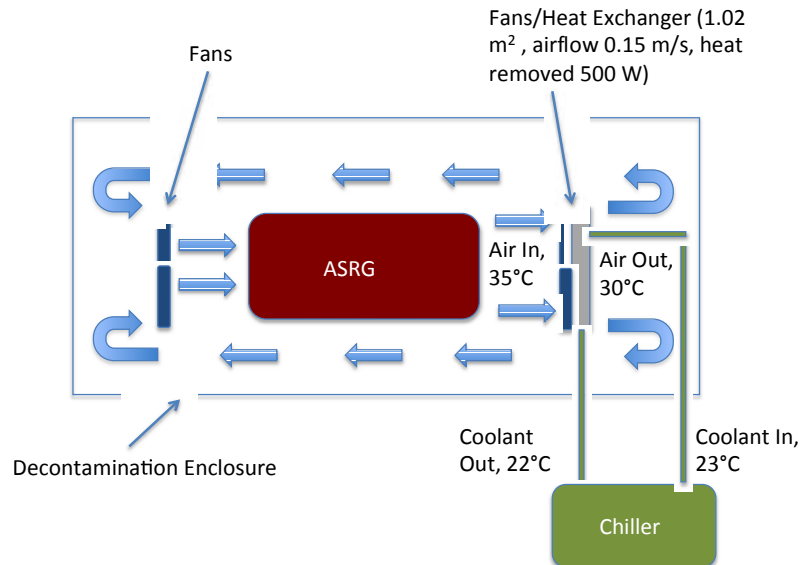 Fans/Heat Exchanger (1.02
m² , airflow 0.15 m/s, heat
removed 500 W)
Fans
ASRG
Air In,
35°C
Air Out,
30°C
Coolant
Out, 22°C
Coolant In,
23°C
Decontamination Enclosure
Chiller